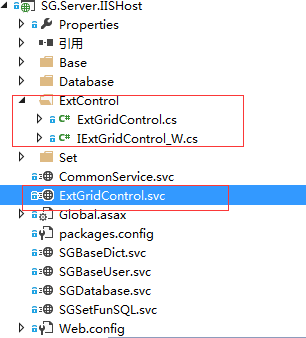 SG.Server.IISHost
Properties
引用
Base
Database
ExtControl
ExtGridControl.cs
IExtGridControl_W.cs
Set
CommonService.svc
ExtGridControl.svc
Global.asax
packages.config
SGBaseDict.svc
SGBaseUser.svc
SGDatabase.svc
SGSetFunSQL.svc
Web.config